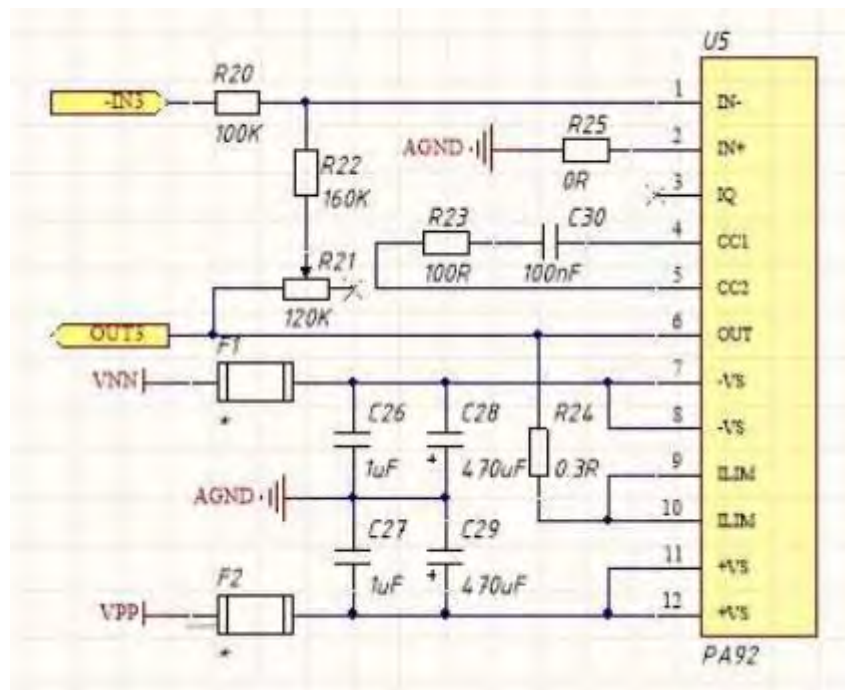 U5
R20
-IN3
1
IN-
100K
R25
AGND
2
IN+
R22
160K
0R
3
IQ
R23
C30
4
CC1
R21
100R
100nF
5
CC2
120K
6
OUT
OUT3
F1
VNN
7
-VS
*
C26
C28
R24
8
-VS
1uF
470uF
0.3R
9
ILIM
AGND
10
ILIM
C27
C29
11
+VS
F2
1uF
470uF
VPP
12
+VS
*
PA92